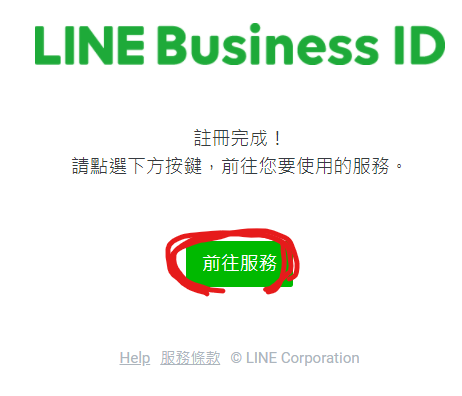 LINE Business ID
註冊完成！
請點選下方按鍵，前往您要使用的服務。
前往服務
Help 服務條款 © LINE Corporation